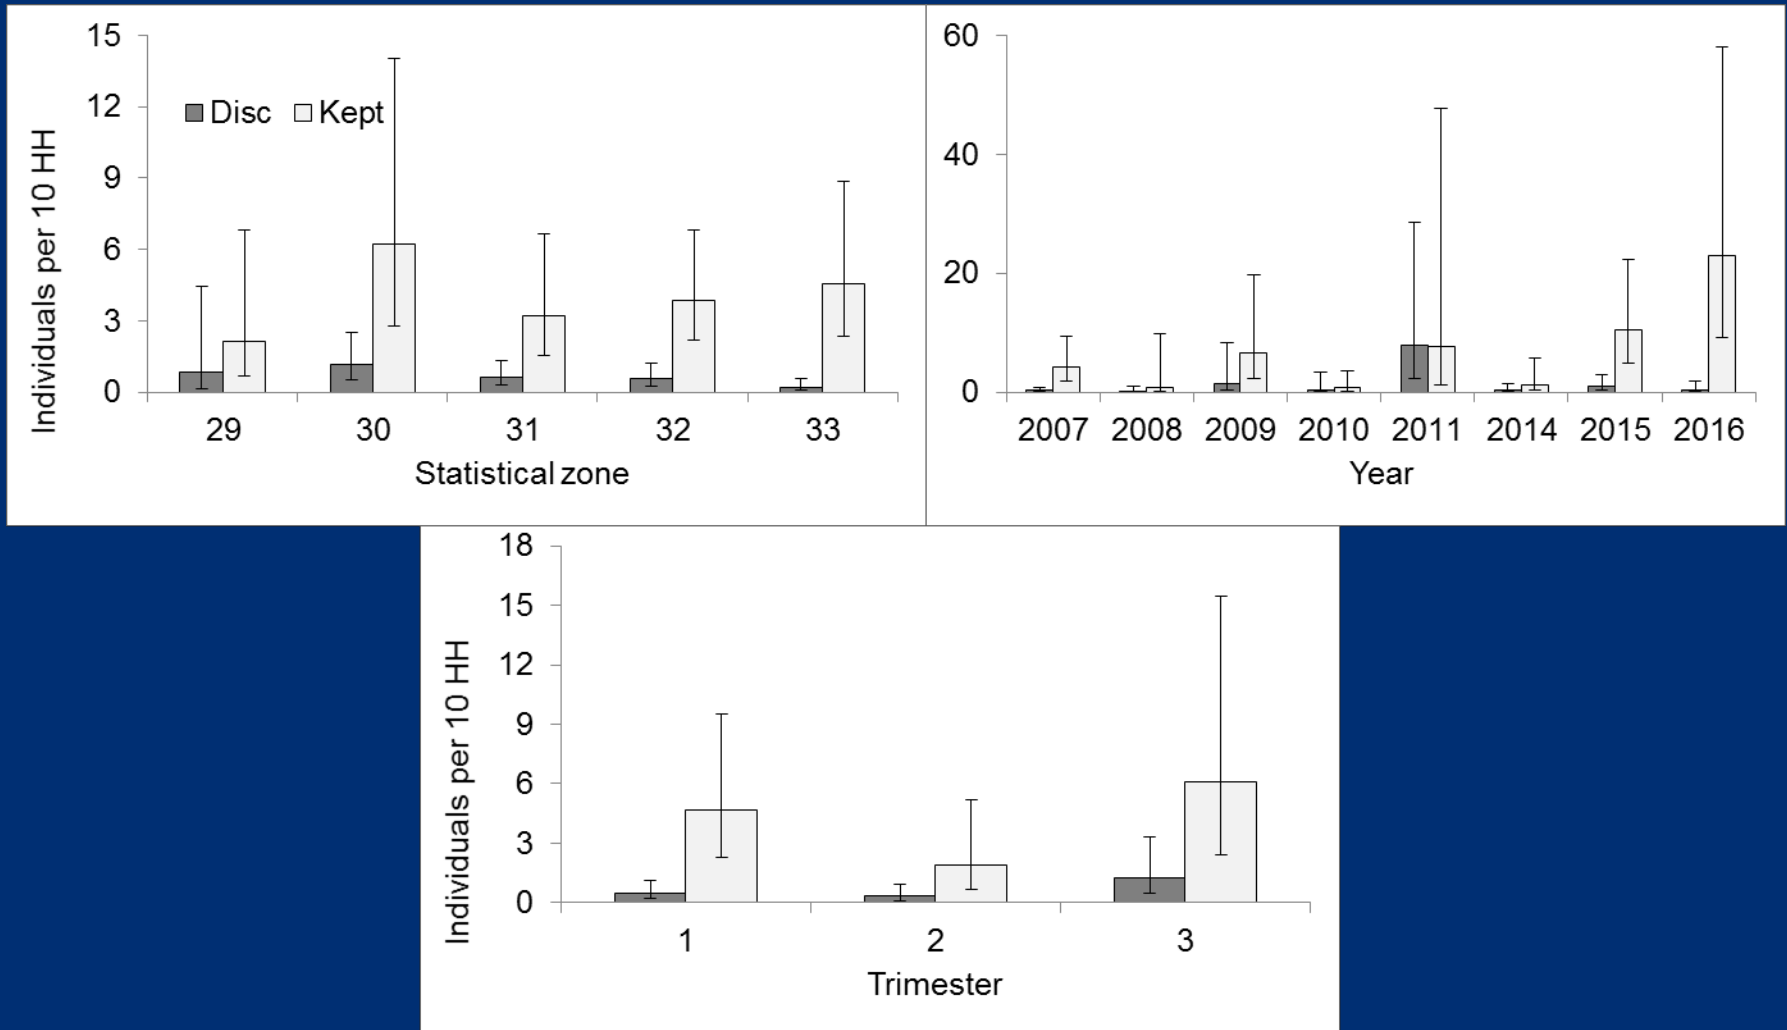 15
12
9
6
3
0
Individuals per 10 HH
Disc Kept
29 30 31 32 33
Statistical zone
60
40
20
0
2007 2008 2009 2010 2011 2014 2015 2016
Year
18
15
12
9
6
3
0
Individuals per 10 HH
1 2 3
Trimester